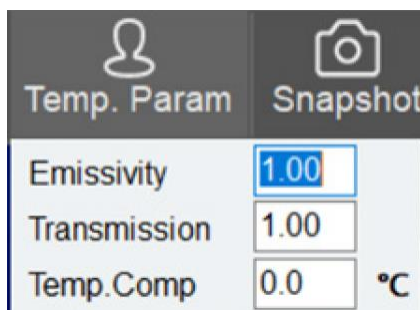 Temp. Param Snapshot
Emissivity 1.00
Transmission 1.00
Temp.Comp 0.0 °C